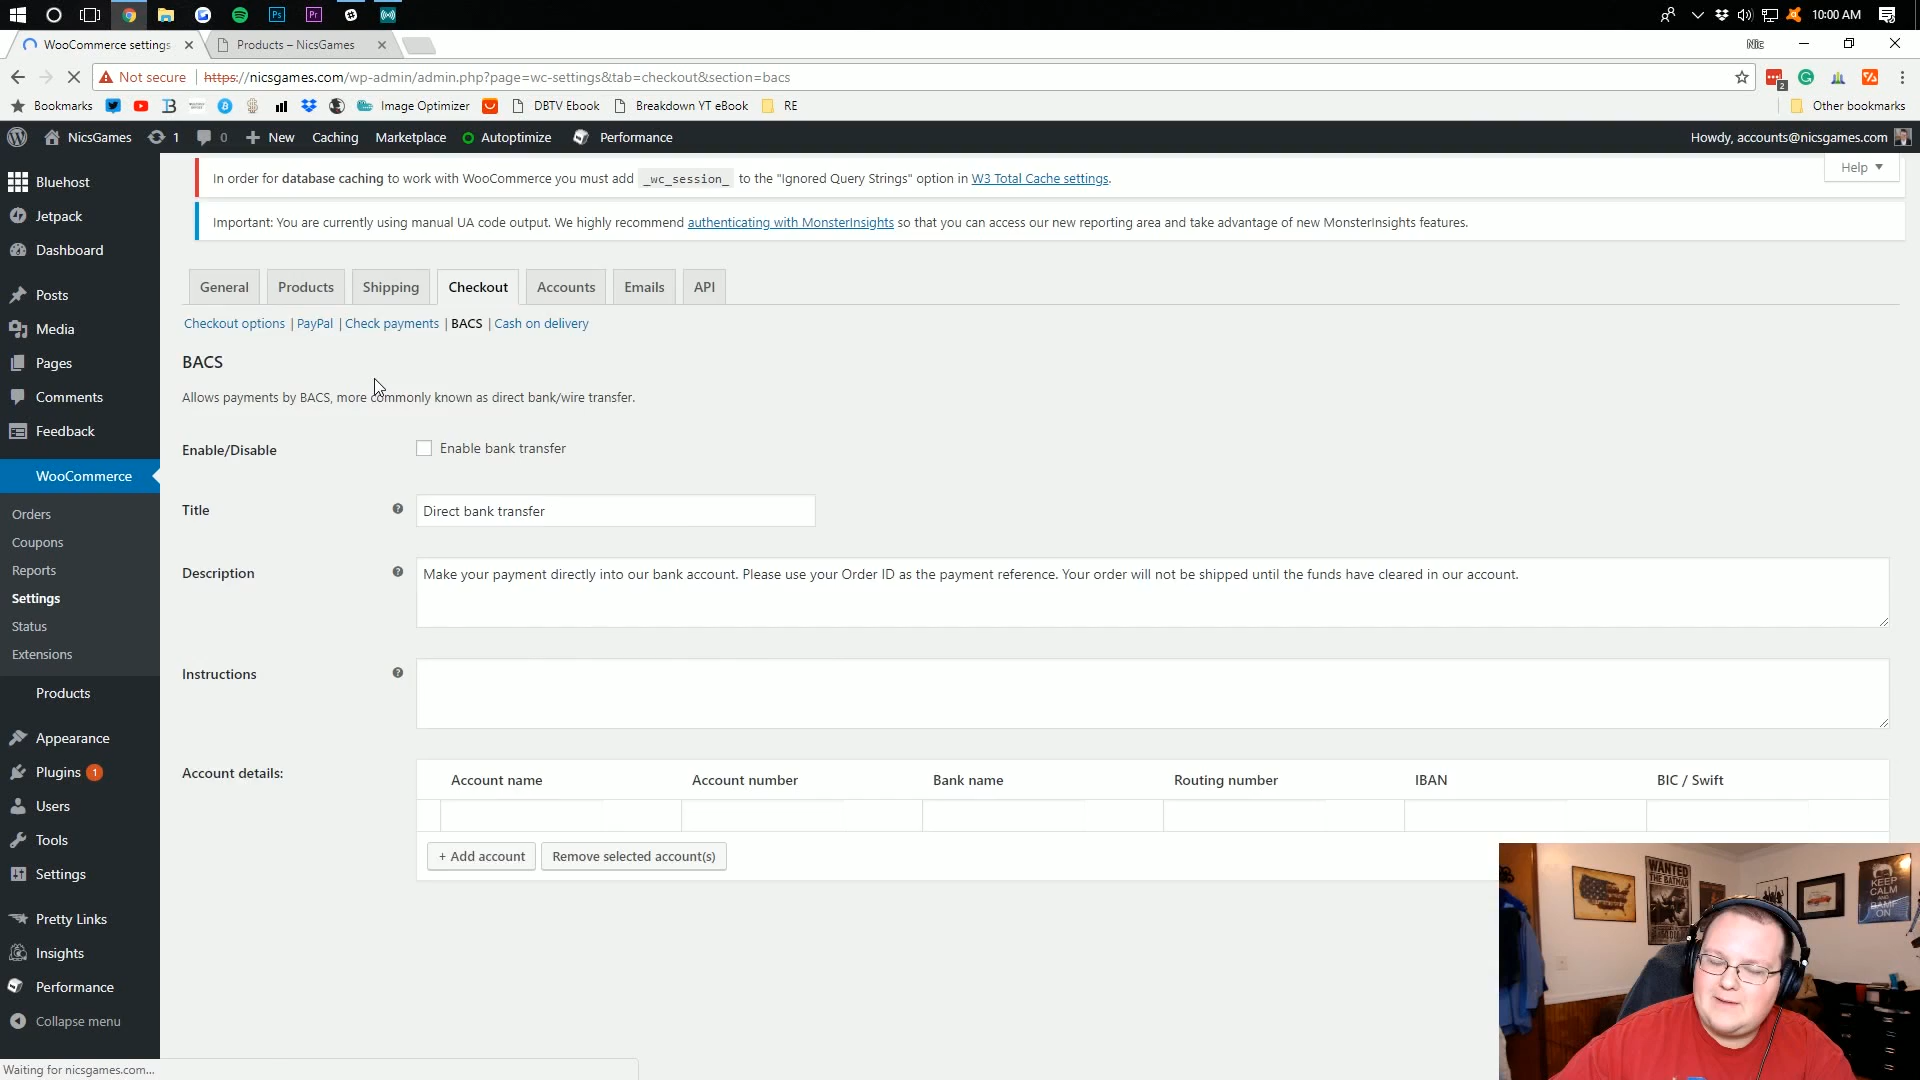 10:00 AM
WooCommerce settings
Products – NicsGames
Nic
Not secure https://nicsgames.com/wp-admin/admin.php?page=wc-settings&tab=checkout&section=bacs
2
Bookmarks
Image Optimizer
DBTV Ebook
Breakdown YT eBook
RE
Other bookmarks
NicsGames
1
0
New
Caching
Marketplace
Autoptimize
Performance
Howdy, accounts@nicsgames.com
Bluehost
Jetpack
Dashboard
Posts
Media
Pages
Comments
Feedback
WooCommerce
Orders
Coupons
Reports
Settings
Status
Extensions
Products
Appearance
Plugins 1
Users
Tools
Settings
Pretty Links
Insights
Performance
Collapse menu
Help
In order for database caching to work with WooCommerce you must add _wc_session_ to the "Ignored Query Strings" option in W3 Total Cache settings.
Important: You are currently using manual UA code output. We highly recommend authenticating with MonsterInsights so that you can access our new reporting area and take advantage of new MonsterInsights features.
General
Products
Shipping
Checkout
Accounts
Emails
API
Checkout options | PayPal | Check payments | BACS | Cash on delivery
BACS
Allows payments by BACS, more commonly known as direct bank/wire transfer.
Enable/Disable
Enable bank transfer
Title
Direct bank transfer
Description
Make your payment directly into our bank account. Please use your Order ID as the payment reference. Your order will not be shipped until the funds have cleared in our account.
Instructions
Account details:
Account name
Account number
Bank name
Routing number
IBAN
BIC / Swift
+ Add account
Remove selected account(s)
WANTED
THE BATMAN
KEEP
CALM
AND
BAMF
ON
Waiting for nicsgames.com...